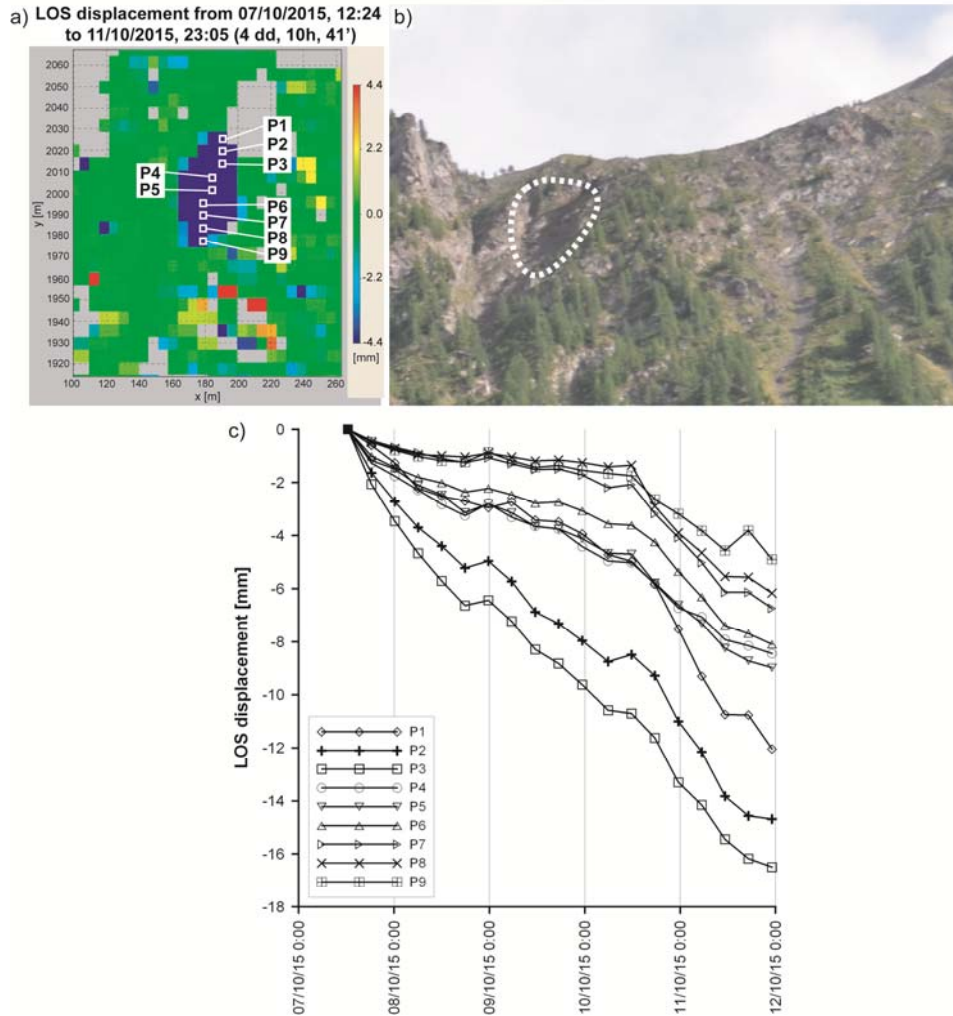 a) LOS displacement from 07/10/2015, 12:24
to 11/10/2015, 23:05 (4 dd, 10h, 41')
b)
2060
2050
2040
2030
2020
2010
2000
1990
1980
1970
1960
1950
1940
1930
1920
y [m]
100 120 140 160 180 200 220 240 260
x [m]
P1
P2
P3
P4
P5
P6
P7
P8
P9
4.4
2.2
0.0
-2.2
-4.4
[mm]
c)
0
-2
-4
-6
-8
-10
-12
-14
-16
-18
LOS displacement [mm]
P1
P2
P3
P4
P5
P6
P7
P8
P9
07/10/15 0:00
08/10/15 0:00
09/10/15 0:00
10/10/15 0:00
11/10/15 0:00
12/10/15 0:00